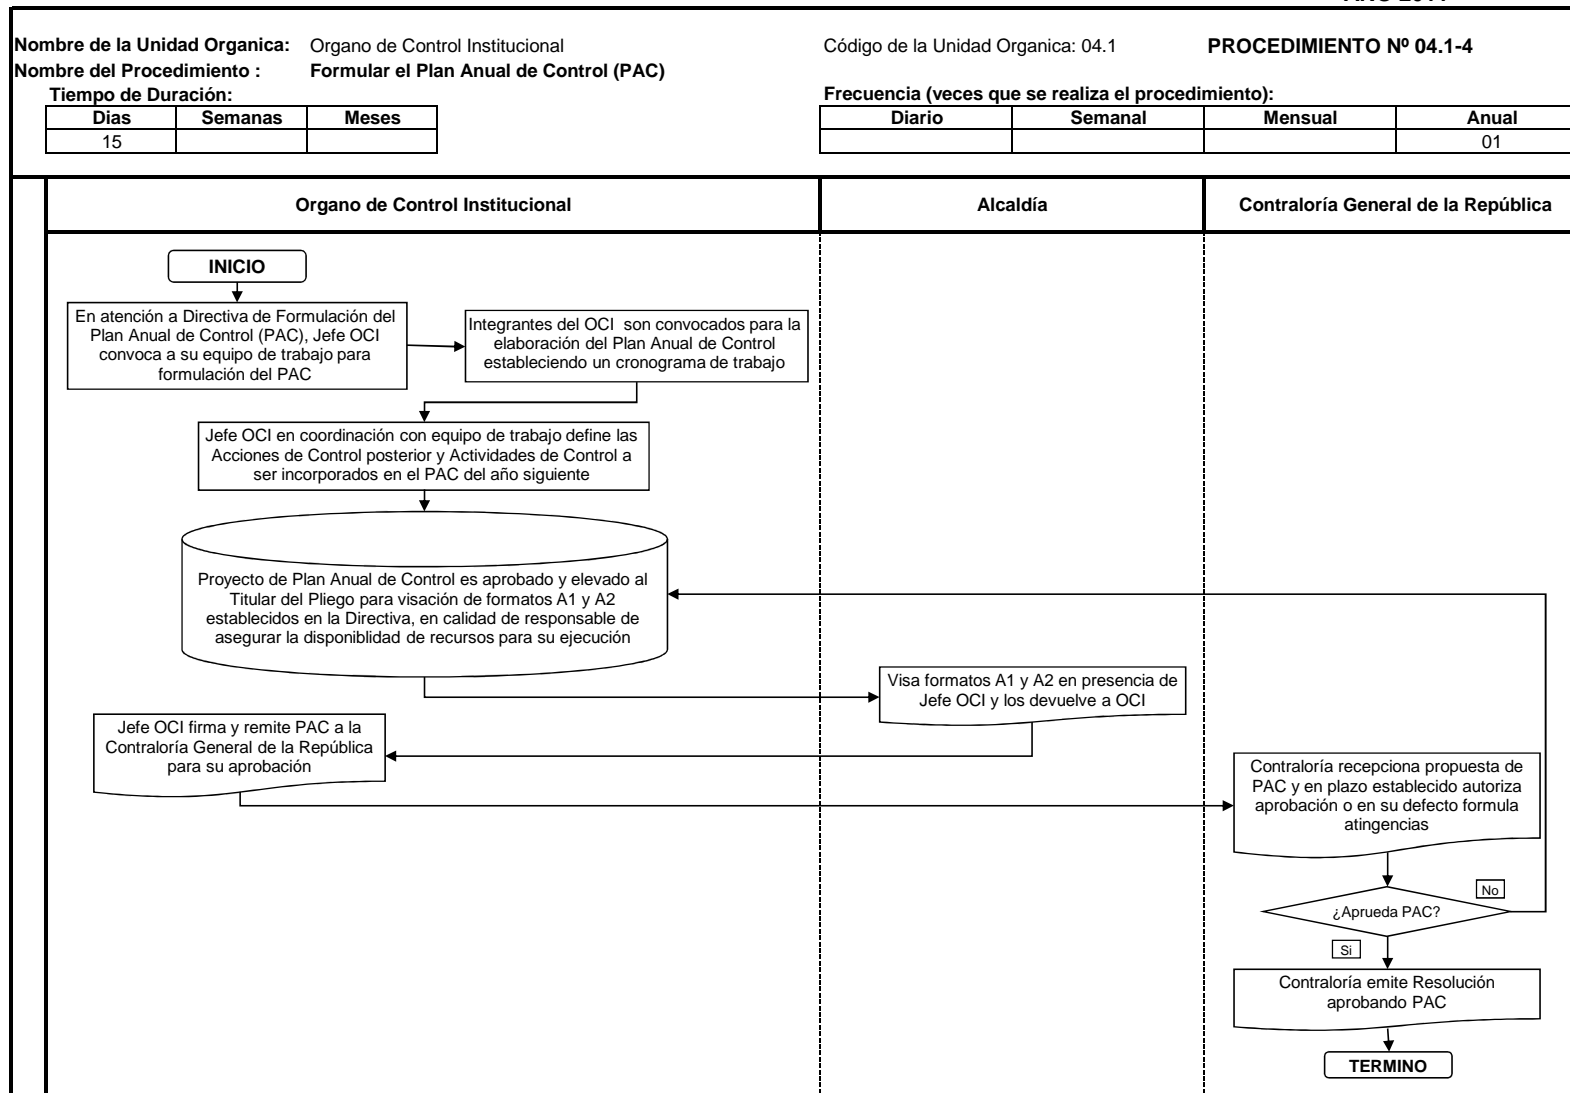 Nombre de la Unidad Organica: Organo de Control Institucional Código de la Unidad Organica: 04.1 PROCEDIMIENTO Nº 04.1-4
Nombre del Procedimiento : Formular el Plan Anual de Control (PAC)
Tiempo de Duración: Frecuencia (veces que se realiza el procedimiento):
Dias Semanas Meses Diario Semanal Mensual Anual
15 01
Organo de Control Institucional Alcaldía Contraloría General de la República
INICIO
En atención a Directiva de Formulación del
Plan Anual de Control (PAC), Jefe OCI
convoca a su equipo de trabajo para
formulación del PAC
Integrantes del OCI son convocados para la
elaboración del Plan Anual de Control
estableciendo un cronograma de trabajo
Jefe OCI en coordinación con equipo de trabajo define las
Acciones de Control posterior y Actividades de Control a
ser incorporados en el PAC del año siguiente
Proyecto de Plan Anual de Control es aprobado y elevado al
Titular del Pliego para visación de formatos A1 y A2
establecidos en la Directiva, en calidad de responsable de
asegurar la disponiblidad de recursos para su ejecución
Visa formatos A1 y A2 en presencia de
Jefe OCI y los devuelve a OCI
Jefe OCI firma y remite PAC a la
Contraloría General de la República
para su aprobación
Contraloría recepciona propuesta de
PAC y en plazo establecido autoriza
aprobación o en su defecto formula
atingencias
No
¿Aprueda PAC?
Si
Contraloría emite Resolución
aprobando PAC
TERMINO